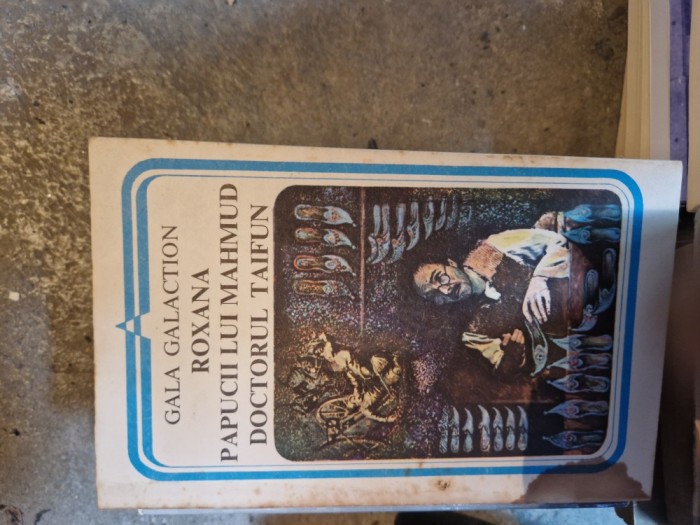 GALA GALACTION
ROXANA
PAPUCII LUI MAHMUD
DOCTORUL TAIFUN